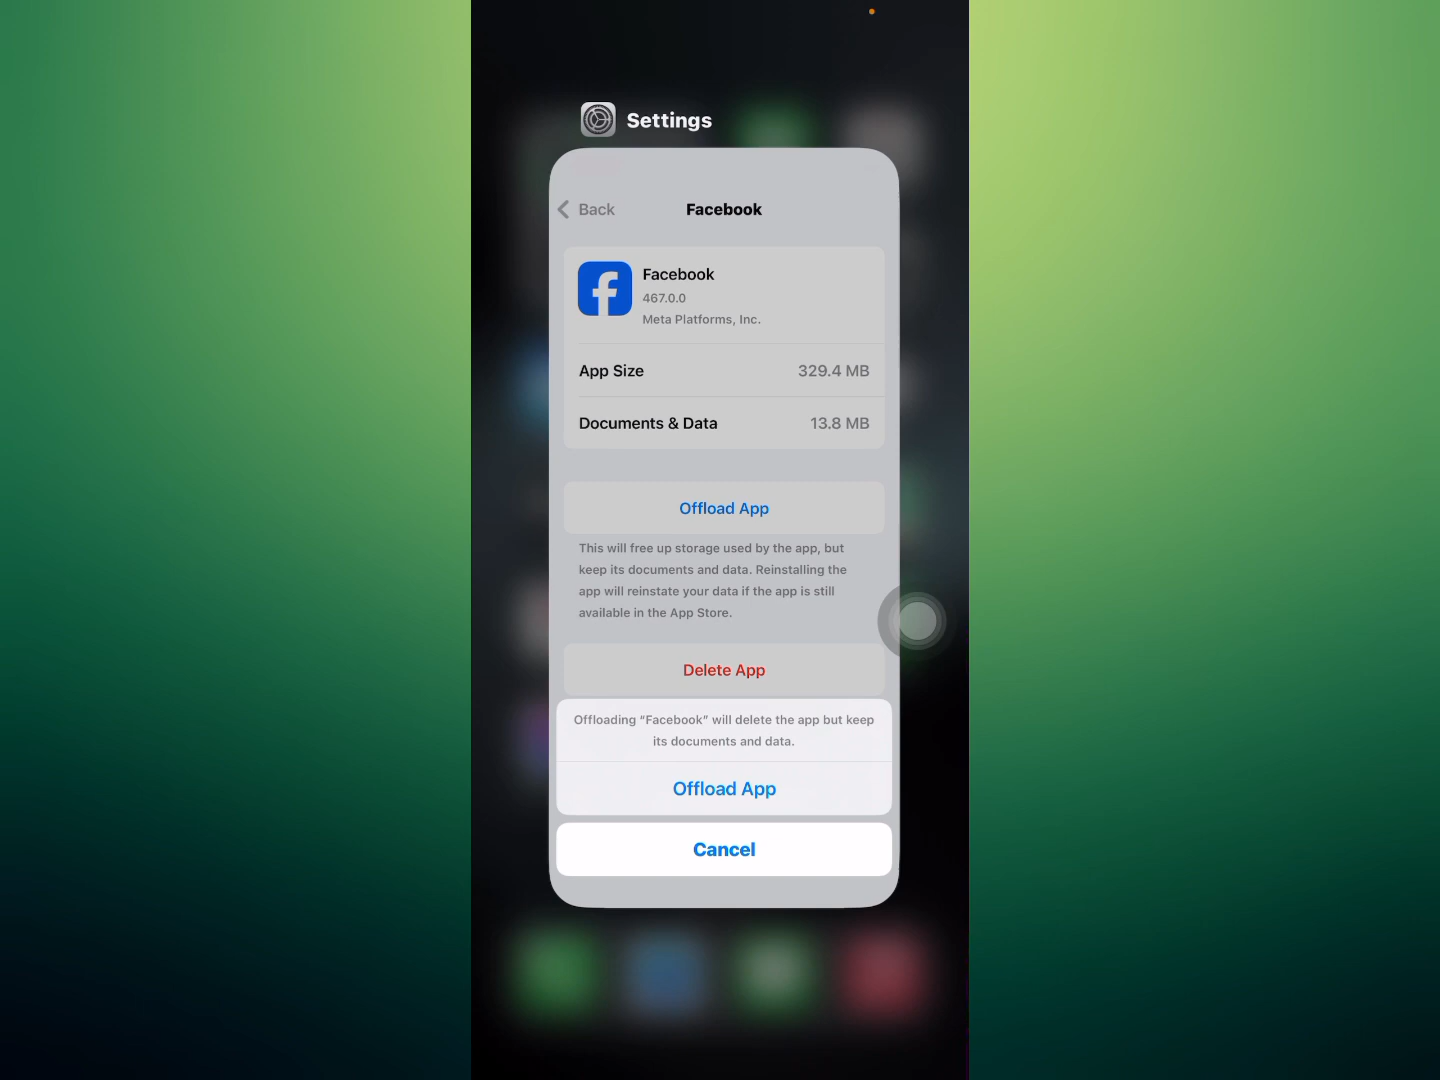 Settings
Back
Facebook
Facebook
467.0.0
Meta Platforms, Inc.
App Size 329.4 MB
Documents & Data 13.8 MB
Offload App
This will free up storage used by the app, but
keep its documents and data. Reinstalling the
app will reinstate your data if the app is still
available in the App Store.
Delete App
Offloading “Facebook” will delete the app but keep
its documents and data.
Offload App
Cancel